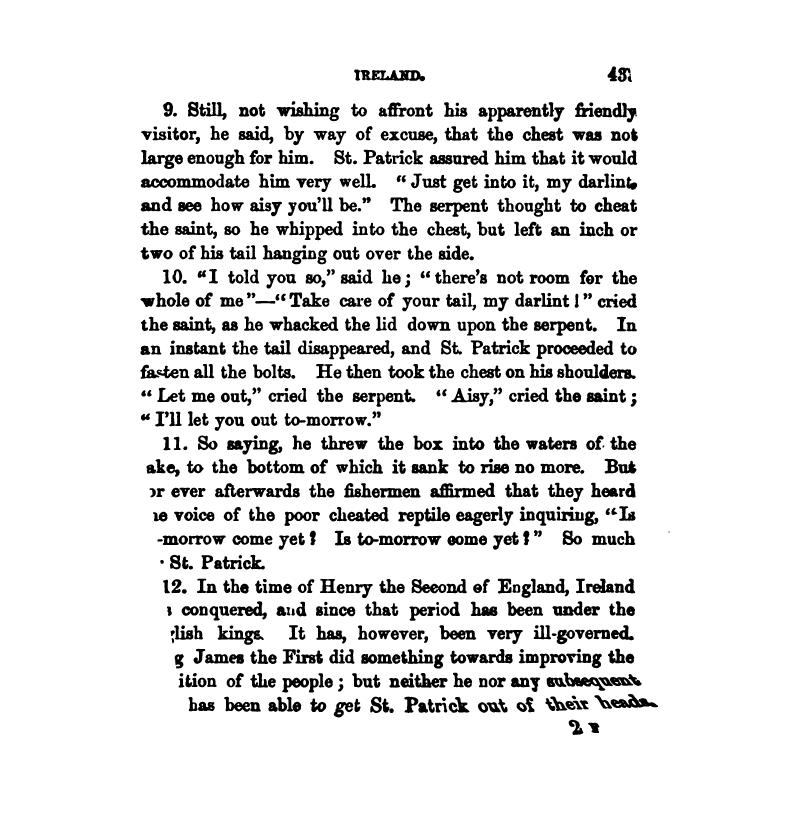 IRELAND.
9. Still, not wishing to affront his apparently friendly
visitor, he said, by way of excuse, that the chest was not
large enough for him. St. Patrick assured him that it would
accommodate him very well. "Just get into it, my darlint,
and see how aisy you'll be." The serpent thought to cheat
the saint, so he whipped into the chest, but left an inch or
two of his tail hanging out over the side.
10. "I told you so," said he; "there's not room for the
whole of me"—"Take care of your tail, my darlint!" cried
the saint, as he whacked the lid down upon the serpent. In
an instant the tail disappeared, and St. Patrick proceeded to
fasten all the bolts. He then took the chest on his shoulders.
"Let me out," cried the serpent. "Aisy," cried the saint;
"I'll let you out to-morrow."
11. So saying, he threw the box into the waters of the
ake, to the bottom of which it sank to rise no more. But
or ever afterwards the fishermen affirmed that they heard
voice of the poor cheated reptile eagerly inquiring, "Is
-morrow come yet? Is to-morrow come yet?" So much
St. Patrick.
12. In the time of Henry the Second of England, Ireland
conquered, and since that period has been under the
lish kings. It has, however, been very ill-governed.
g James the First did something towards improving the
ition of the people; but neither he nor any subsequent
has been able to get St. Patrick out of their heads.
2 F